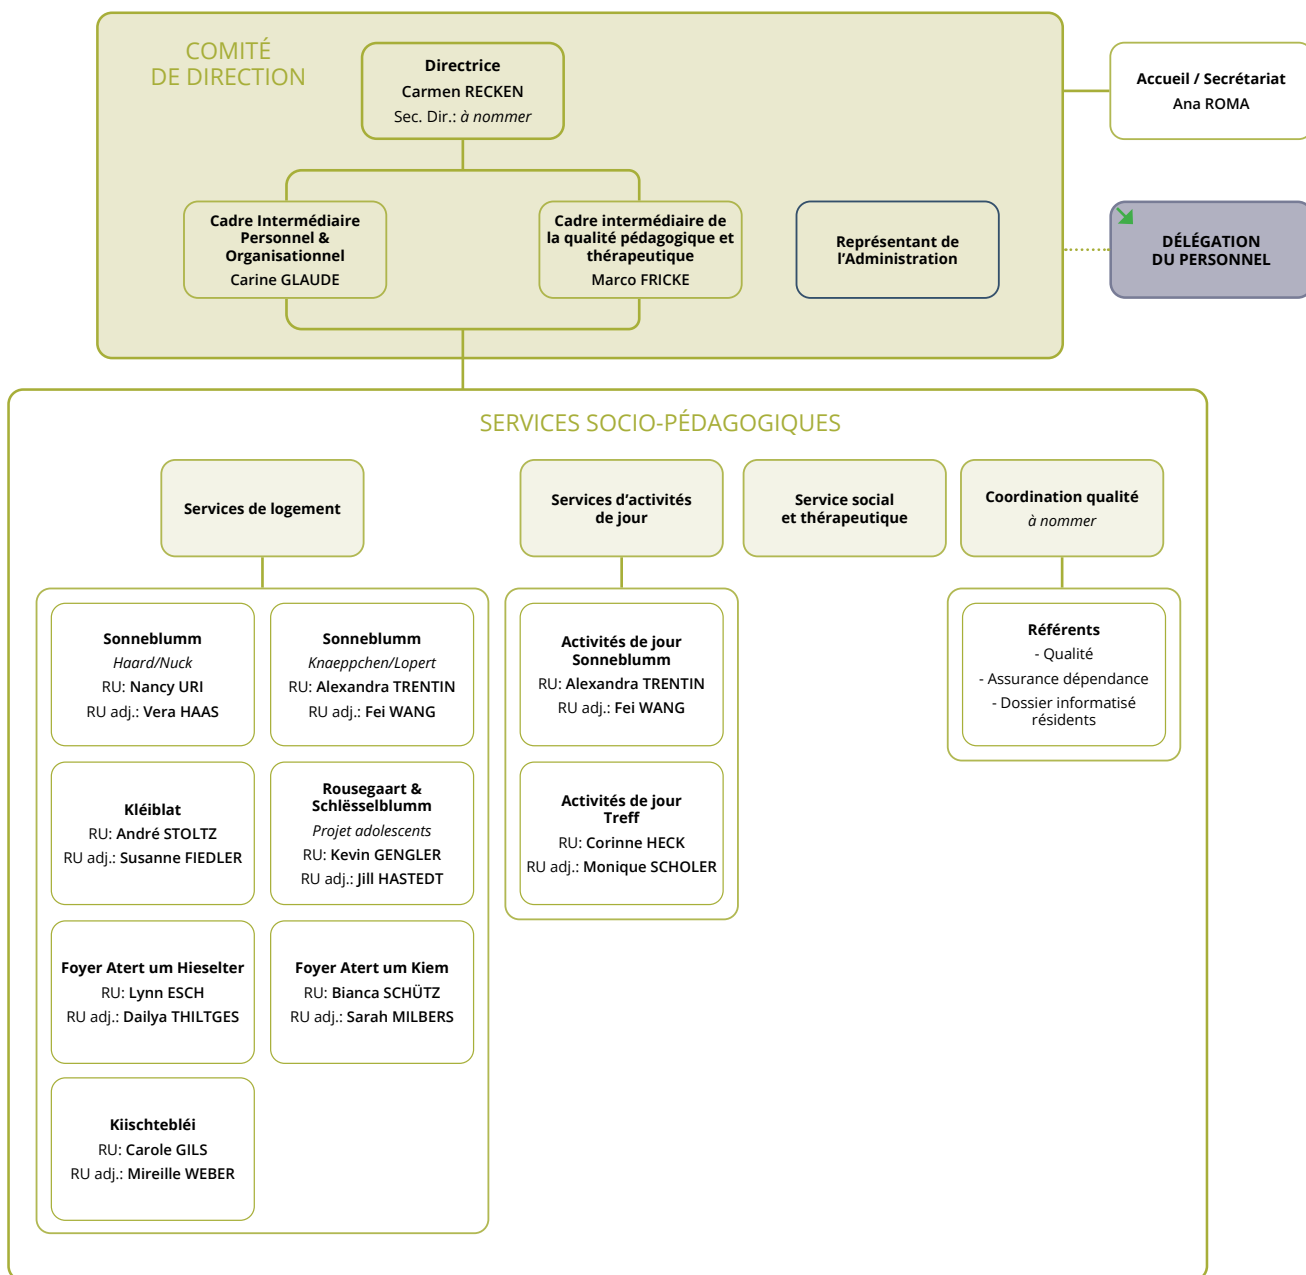 COMITÉ
DE DIRECTION
Directrice
Carmen RECKEN
Sec. Dir.: à nommer
Accueil / Secrétariat
Ana ROMA
Cadre Intermédiaire
Personnel &
Organisationnel
Carine GLAUDE
Cadre intermédiaire de
la qualité pédagogique et
thérapeutique
Marco FRICKE
Représentant de
l’Administration
DÉLÉGATION
DU PERSONNEL
SERVICES SOCIO-PÉDAGOGIQUES
Services de logement
Services d’activités
de jour
Service social
et thérapeutique
Coordination qualité
à nommer
Sonneblumm
Haard/Nuck
RU: Nancy URI
RU adj.: Vera HAAS
Sonneblumm
Knaeppchen/Lopert
RU: Alexandra TRENTIN
RU adj.: Fei WANG
Activités de jour
Sonneblumm
RU: Alexandra TRENTIN
RU adj.: Fei WANG
Référents
- Qualité
- Assurance dépendance
- Dossier informatisé
résidents
Kléiblat
RU: André STOLTZ
RU adj.: Susanne FIEDLER
Rousegaart &
Schlësselblumm
Projet adolescents
RU: Kevin GENGLER
RU adj.: Jill HASTEDT
Activités de jour
Treff
RU: Corinne HECK
RU adj.: Monique SCHOLER
Foyer Atert um Hieselter
RU: Lynn ESCH
RU adj.: Dailya THILTGES
Foyer Atert um Kiem
RU: Bianca SCHÜTZ
RU adj.: Sarah MILBERS
Kiischtebléi
RU: Carole GILS
RU adj.: Mireille WEBER